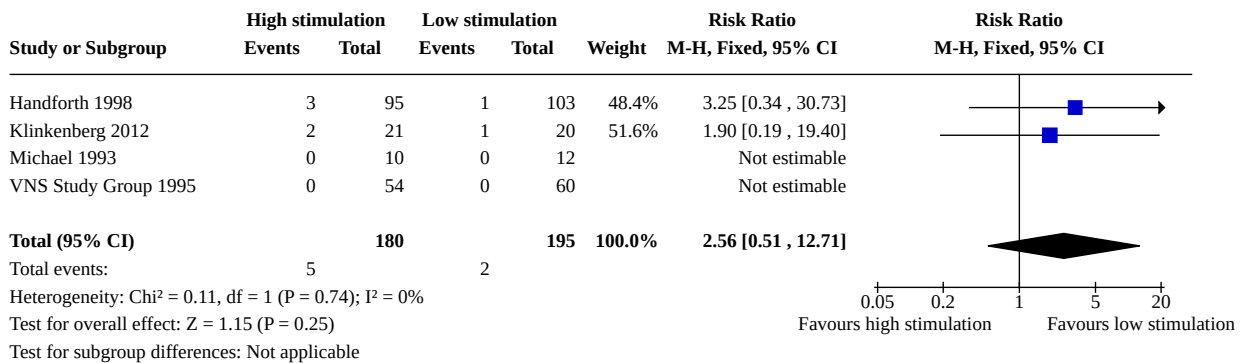 High stimulation Low stimulation Risk Ratio Risk Ratio
Study or Subgroup Events Total Events Total Weight M-H, Fixed, 95% CI M-H, Fixed, 95% CI
Handforth 1998 3 95 1 103 48.4% 3.25 [0.34 , 30.73]
Klinkenberg 2012 2 21 1 20 51.6% 1.90 [0.19 , 19.40]
Michael 1993 0 10 0 12 Not estimable
VNS Study Group 1995 0 54 0 60 Not estimable
Total (95% CI) 180 195 100.0% 2.56 [0.51 , 12.71]
Total events: 5 2
Heterogeneity: Chi² = 0.11, df = 1 (P = 0.74); I² = 0%
0.05 0.2 1 5 20
Test for overall effect: Z = 1.15 (P = 0.25) Favours high stimulation Favours low stimulation
Test for subgroup differences: Not applicable